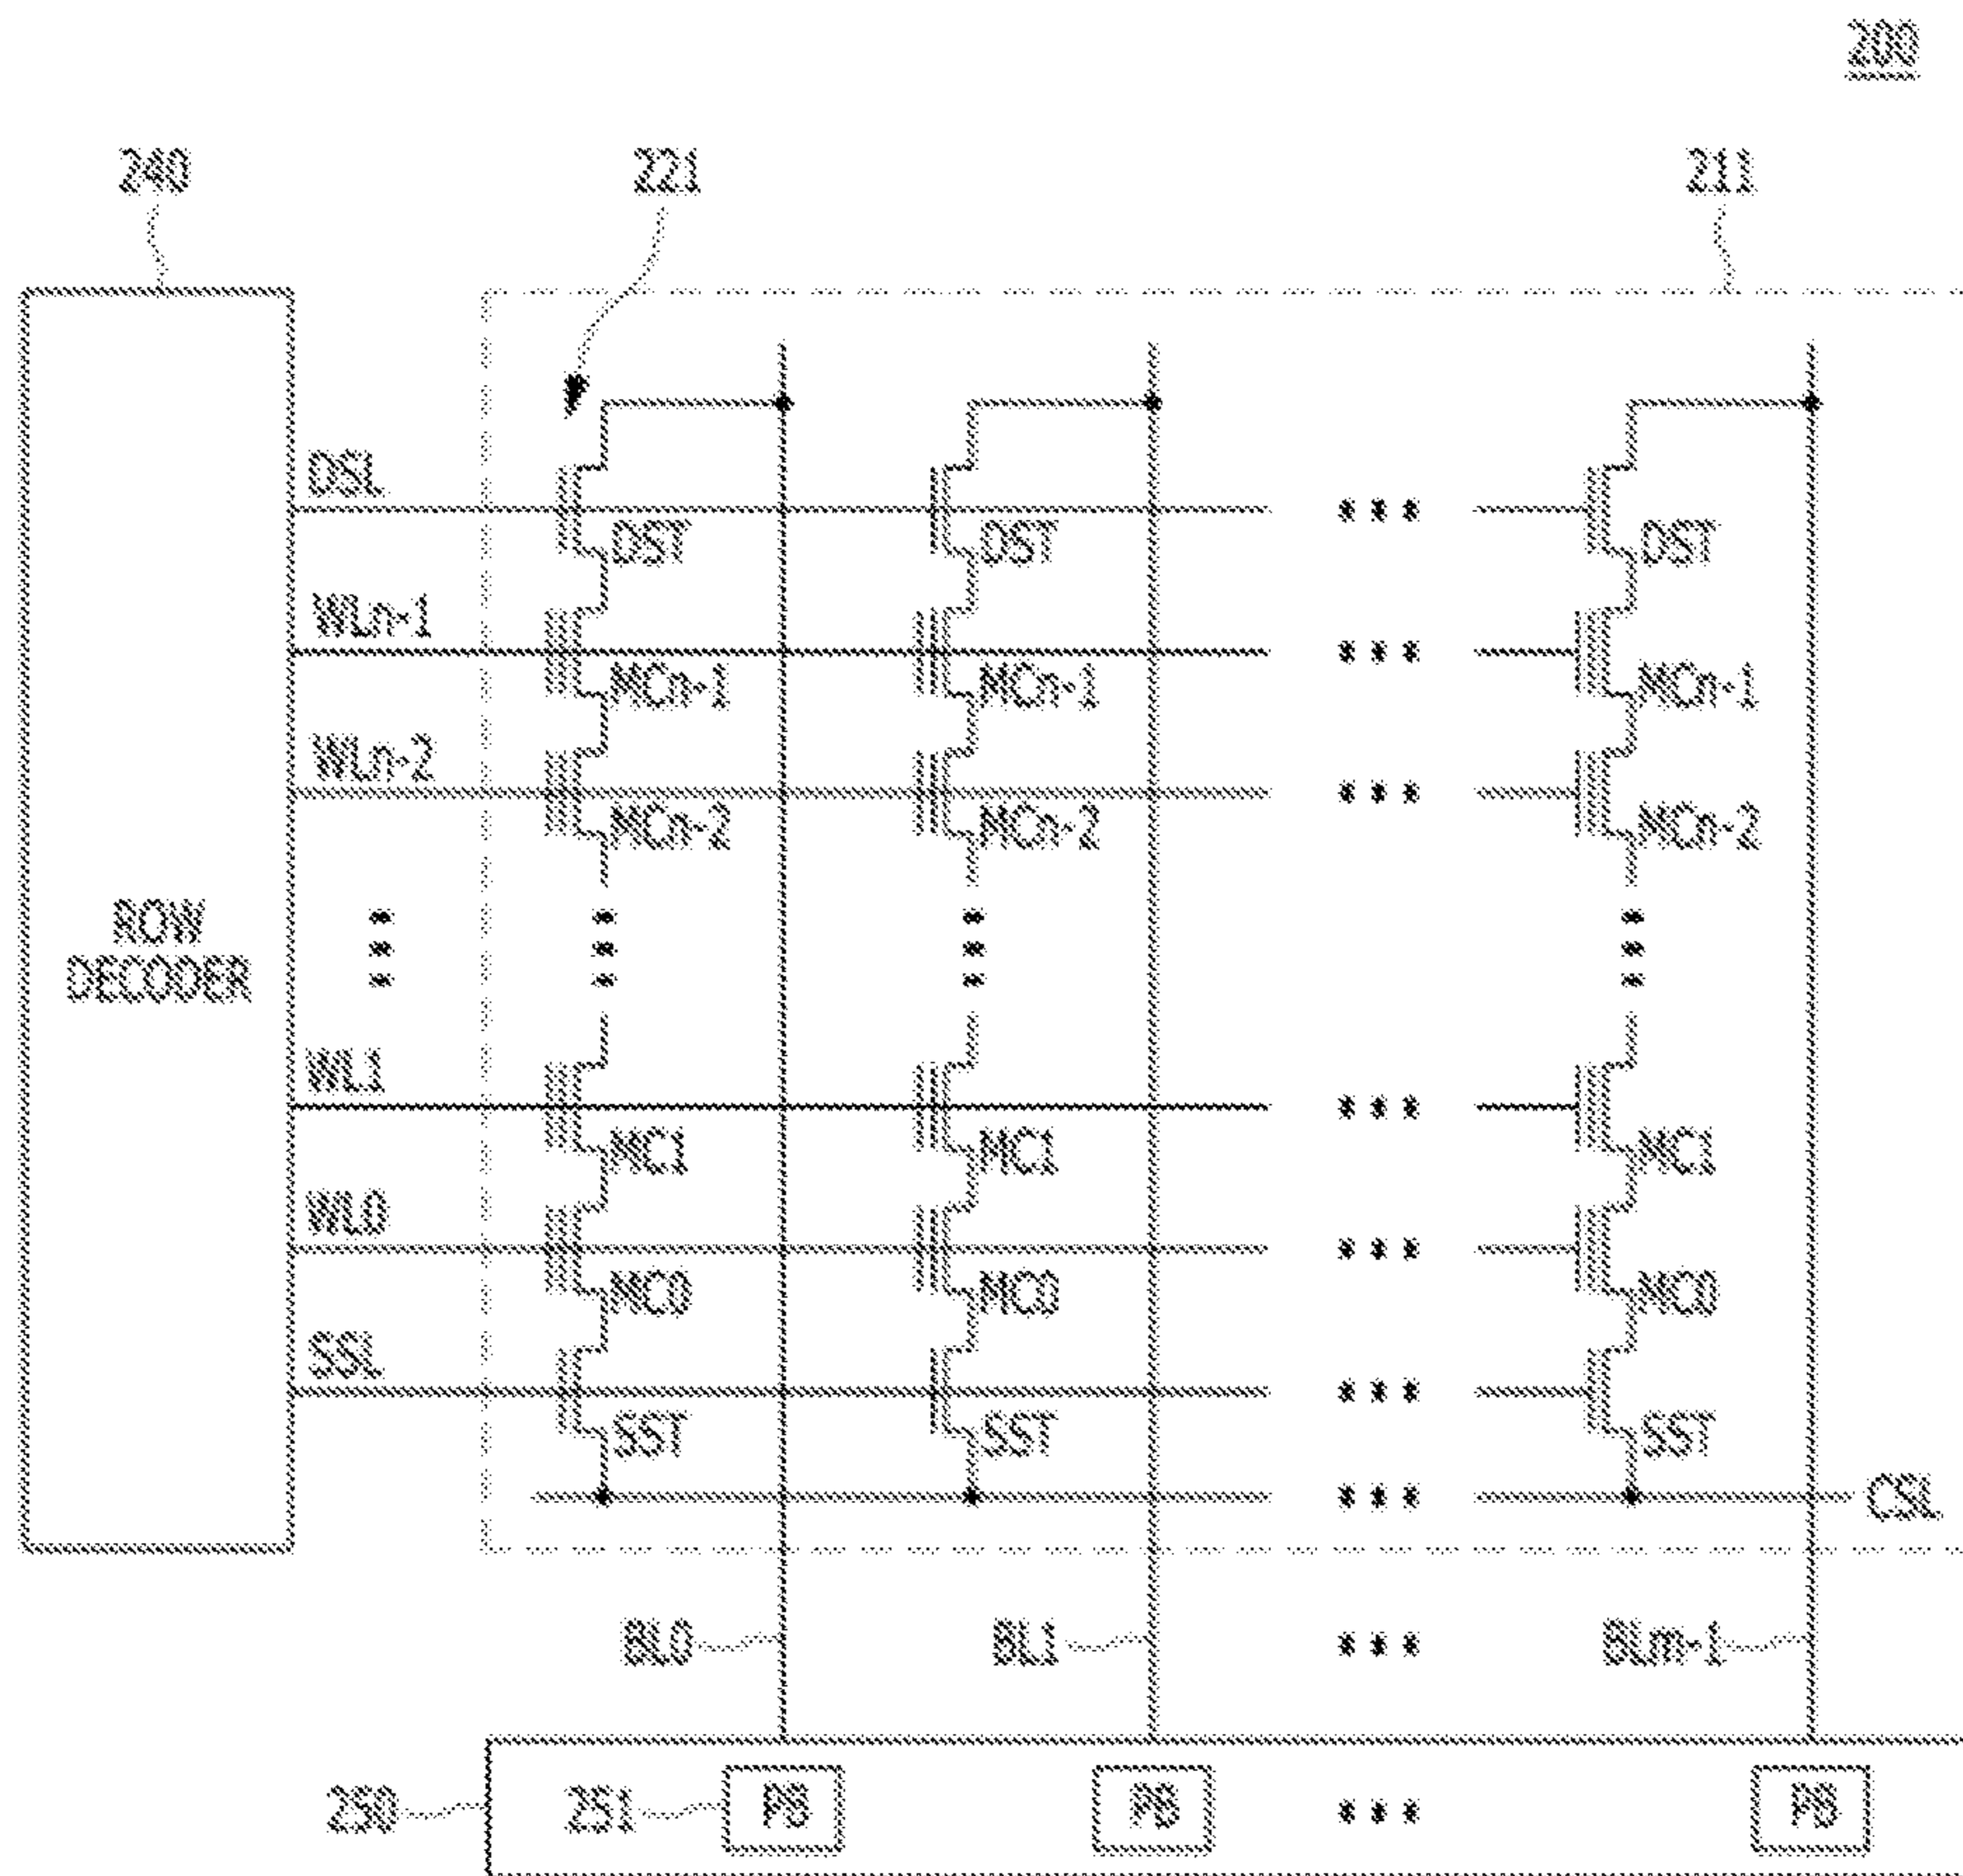 200
240 221 211
DSL
DST DST DST
WLn-1
MCn-1 MCn-1 MCn-1
WLn-2
MCn-2 MCn-2 MCn-2
ROW
DECODER
WL1
MC1 MC1 MC1
WL0
MC0 MC0 MC0
SSL
SST SST SST
CSL
BL0 BL1 BLm-1
250 251 PB PB PB